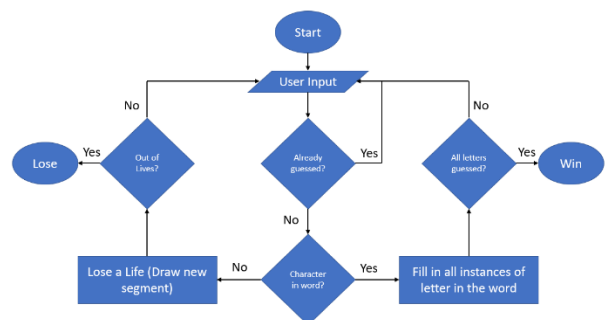 Start
User Input
No
No
Lose
Yes
Out of
Lives?
Already
guessed?
Yes
All letters
guessed?
Yes
Win
No
Lose a Life (Draw new
segment)
No
Character
in word?
Yes
Fill in all instances of
letter in the word